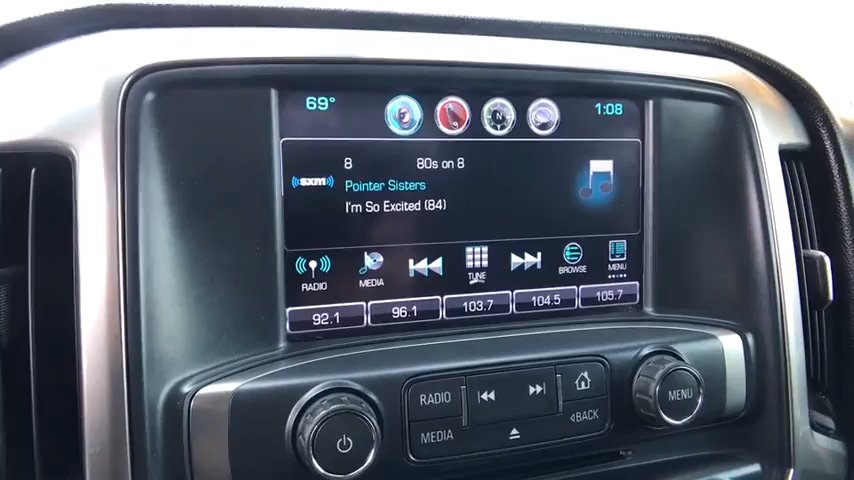 69° N 1:08
8 80s on 8
((sxm))
Pointer Sisters
I'm So Excited (84)
RADIO MEDIA TUNE BROWSE MENU
92.1 96.1 103.7 104.5 105.7
RADIO
MEDIA
BACK
MENU